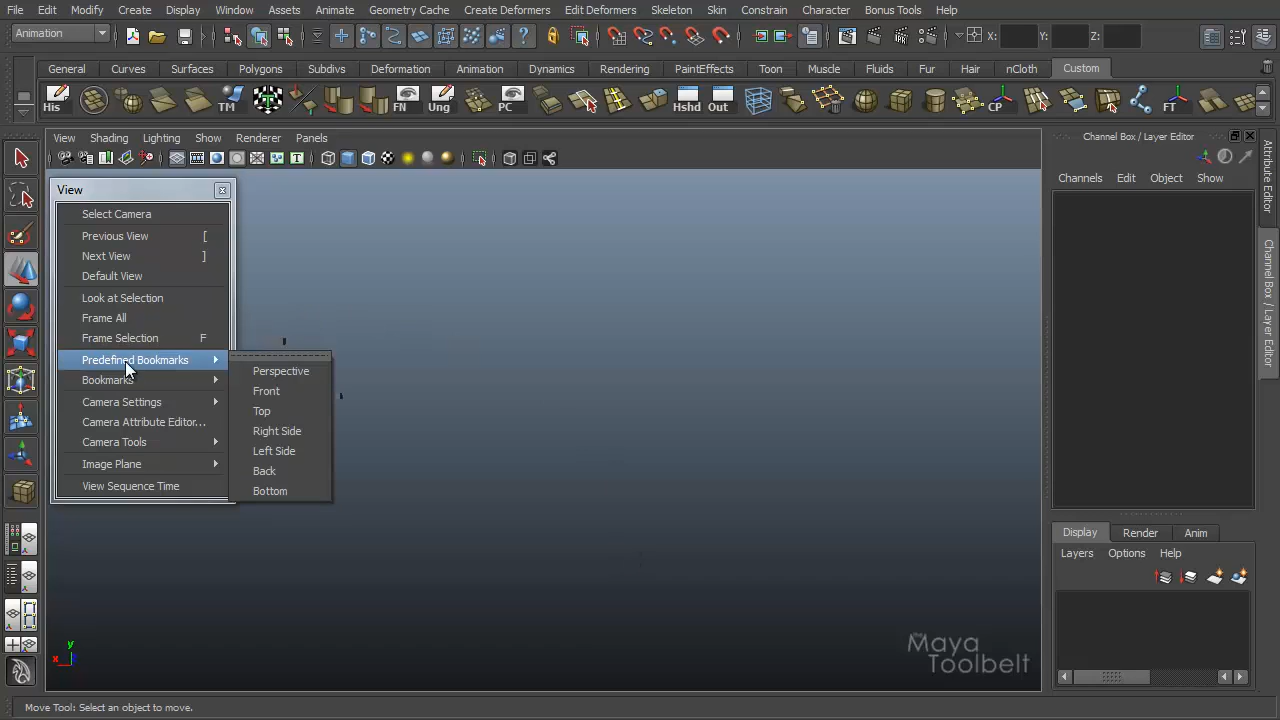 File Edit Modify Create Display Window Assets Animate Geometry Cache Create Deformers Edit Deformers Skeleton Skin Constrain Character Bonus Tools Help
Animation X: Y: Z:
General Curves Surfaces Polygons Subdivs Deformation Animation Dynamics Rendering PaintEffects Toon Muscle Fluids Fur Hair nCloth Custom
His TM FN Ung PC Hshd Out CP FT
View Shading Lighting Show Renderer Panels
Channel Box / Layer Editor
Channels Edit Object Show
View
Select Camera
Previous View [
Next View ]
Default View
Look at Selection
Frame All
Frame Selection F
Predefined Bookmarks
Bookmarks
Camera Settings
Camera Attribute Editor...
Camera Tools
Image Plane
View Sequence Time
Perspective
Front
Top
Right Side
Left Side
Back
Bottom
Attribute Editor
Channel Box / Layer Editor
Display Render Anim
Layers Options Help
y
x
the
Maya
Toolbelt
Move Tool: Select an object to move.